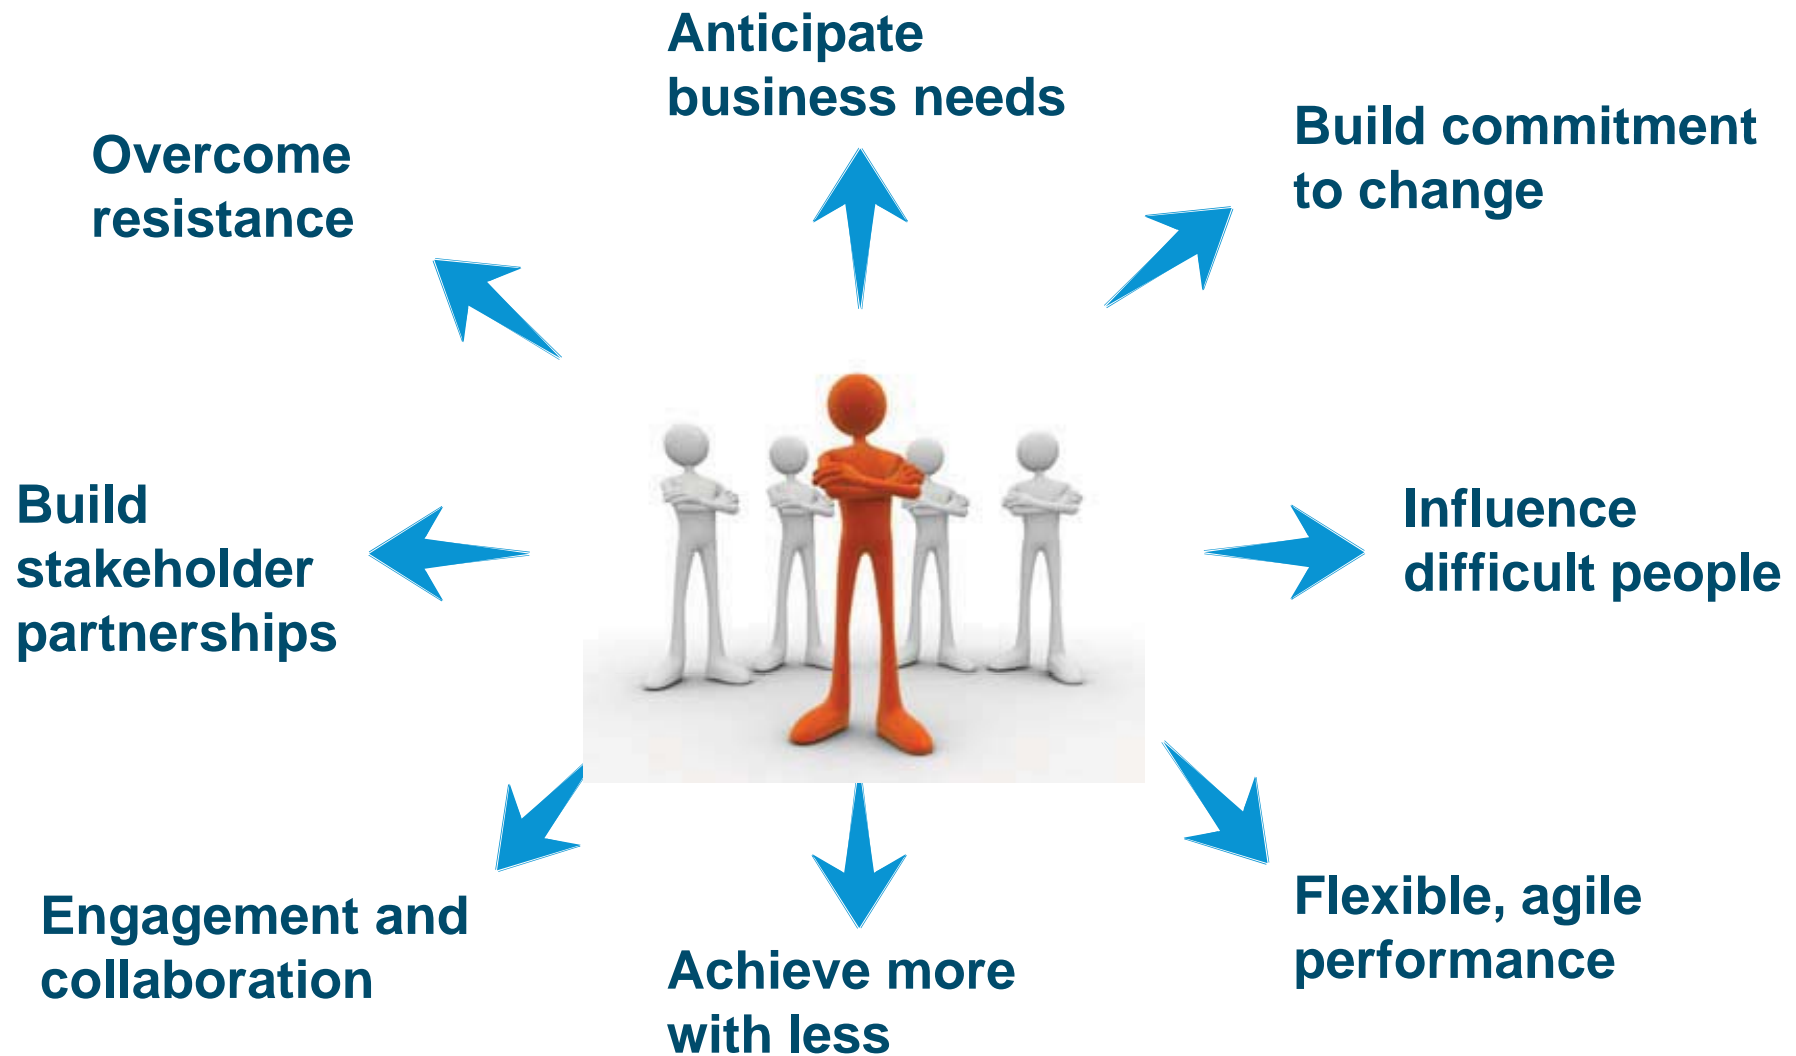 Anticipate
business needs
Build commitment
to change
Overcome
resistance
Build
stakeholder
partnerships
Influence
difficult people
Engagement and
collaboration
Achieve more
with less
Flexible, agile
performance